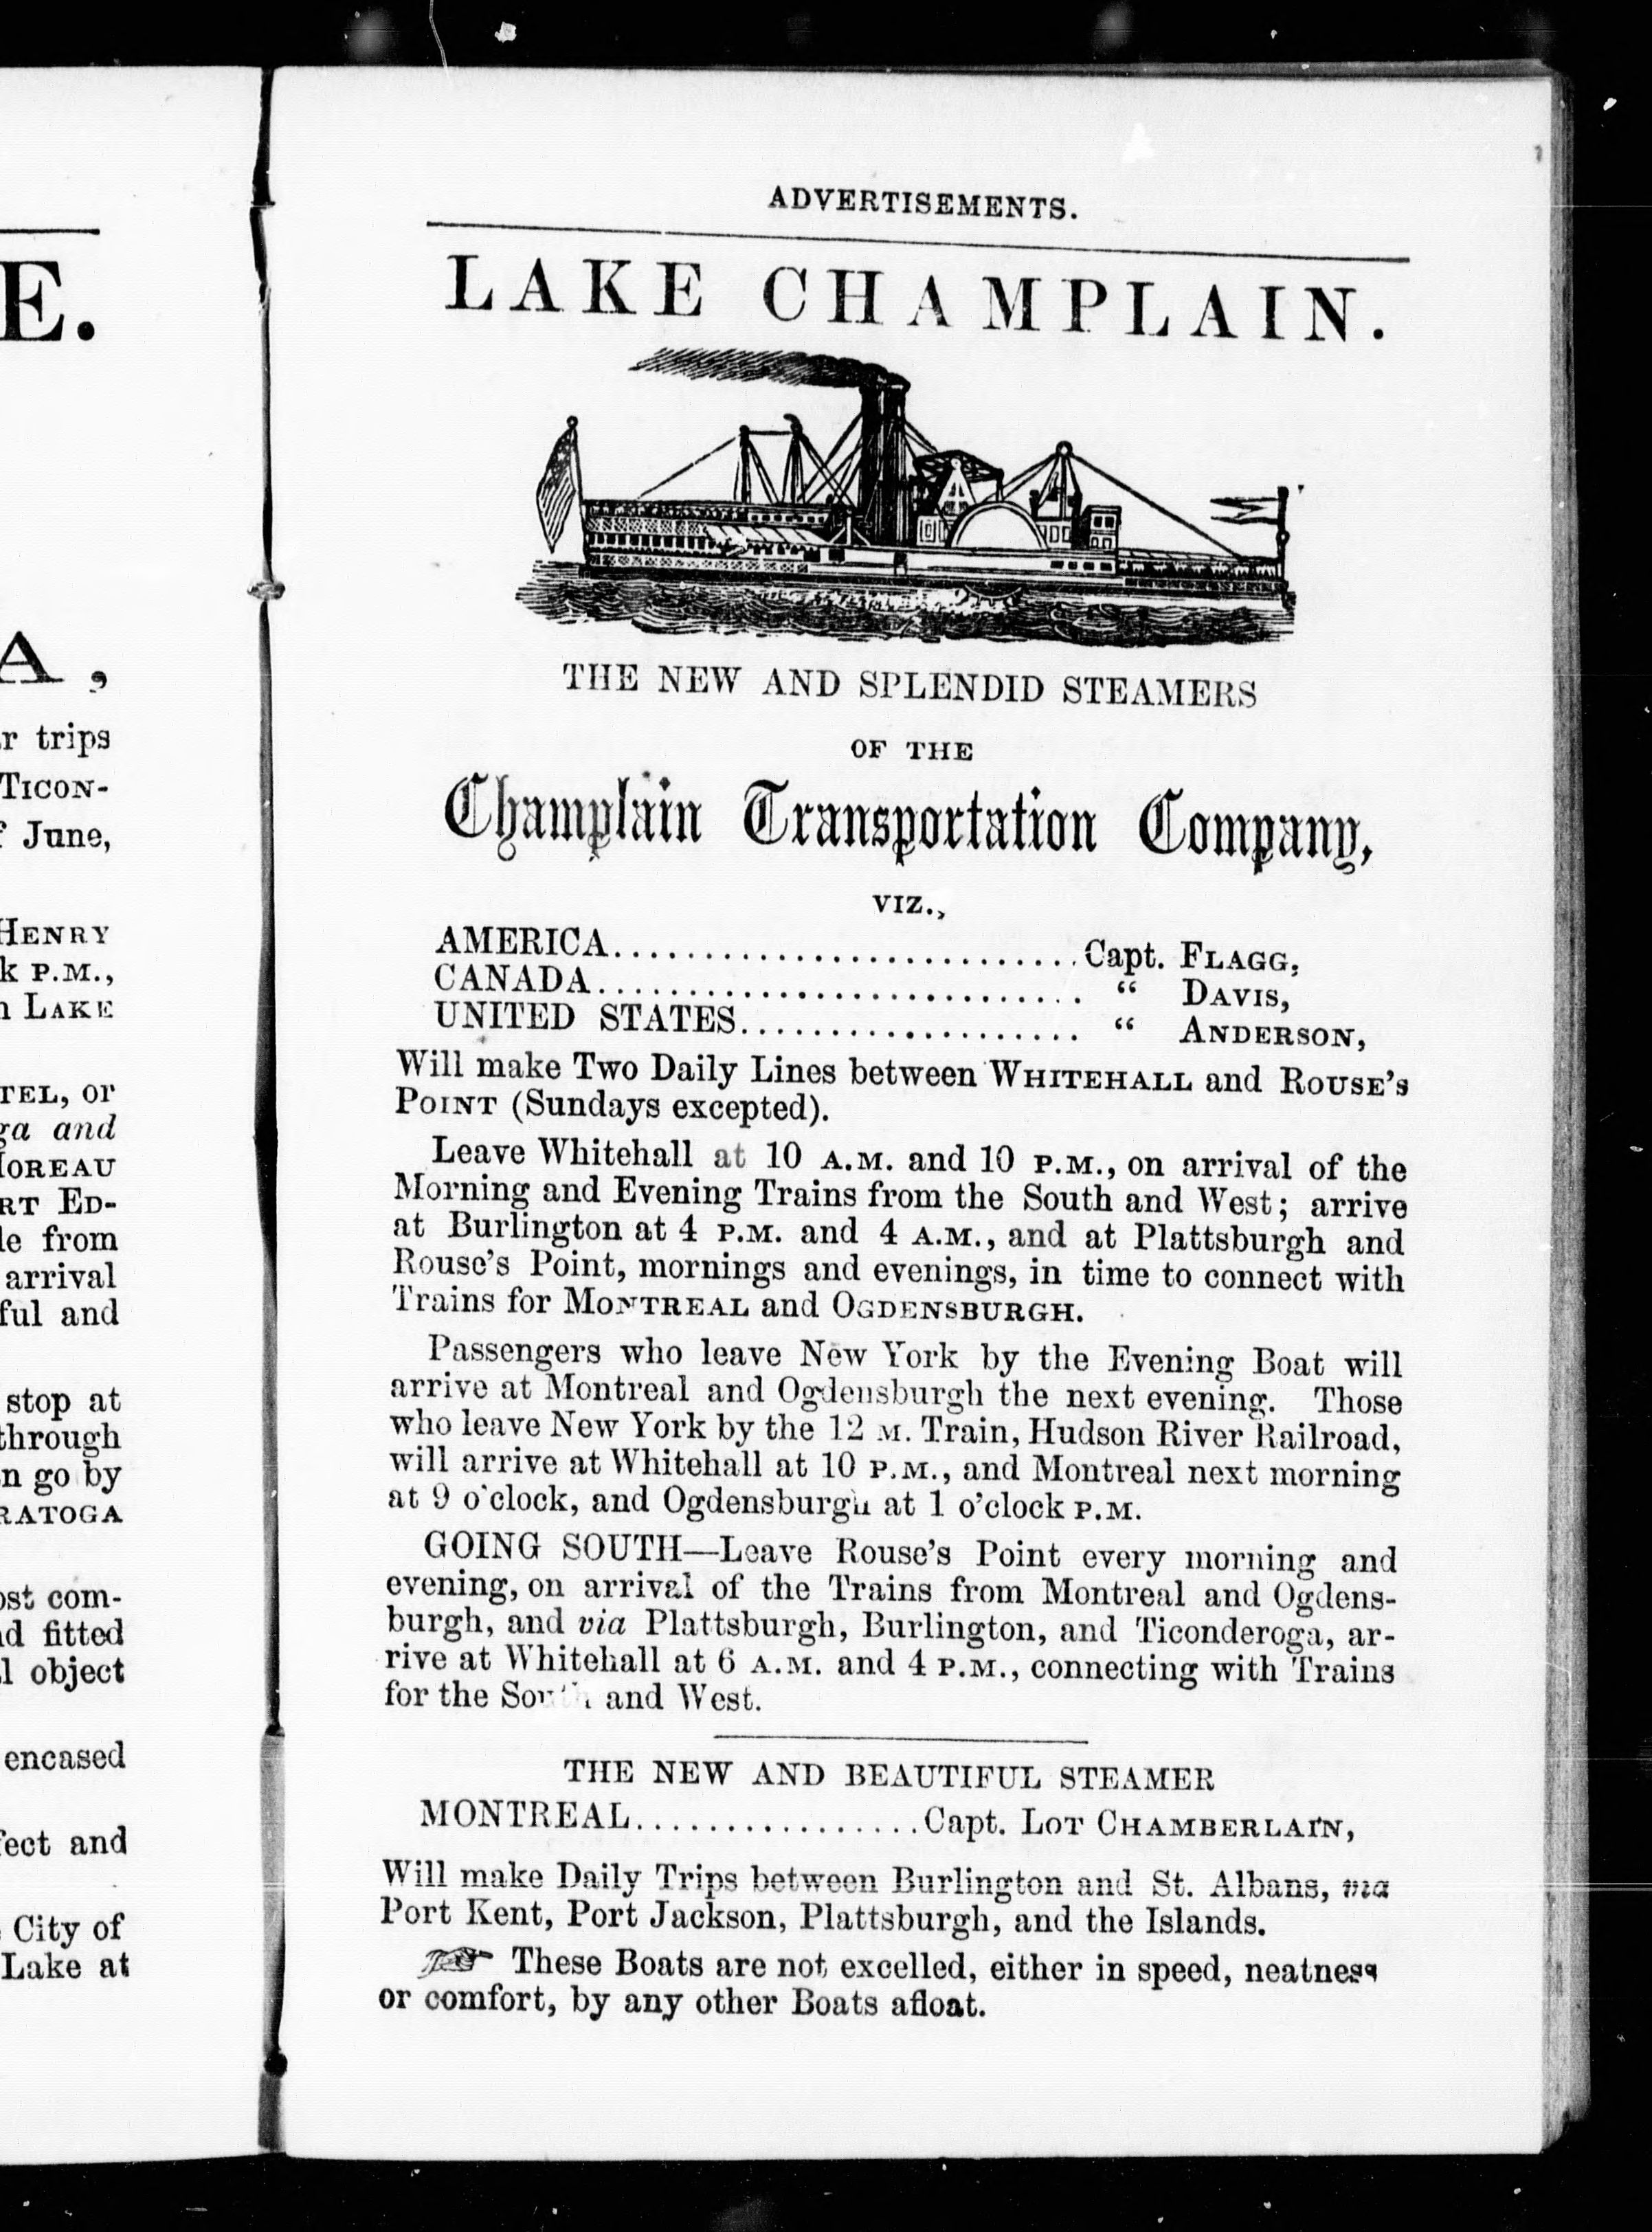 E.
A,
r trips
TICON-
f June,
HENRY
k P.M.,
n LAKE
TEL, or
ga and
MOREAU
RT ED-
le from
arrival
ful and
stop at
through
n go by
RATOGA
ost com-
d fitted
l object
encased
fect and
City of
Lake at
ADVERTISEMENTS.
LAKE CHAMPLAIN.
THE NEW AND SPLENDID STEAMERS
OF THE
Champlain Transportation Company,
VIZ.,
AMERICA............................Capt. FLAGG,
CANADA.............................. “ DAVIS,
UNITED STATES.................... “ ANDERSON,
Will make Two Daily Lines between WHITEHALL and ROUSE'S
POINT (Sundays excepted).
Leave Whitehall at 10 A.M. and 10 P.M., on arrival of the
Morning and Evening Trains from the South and West; arrive
at Burlington at 4 P.M. and 4 A.M., and at Plattsburgh and
Rouse's Point, mornings and evenings, in time to connect with
Trains for MONTREAL and OGDENSBURGH.
Passengers who leave New York by the Evening Boat will
arrive at Montreal and Ogdensburgh the next evening. Those
who leave New York by the 12 M. Train, Hudson River Railroad,
will arrive at Whitehall at 10 P.M., and Montreal next morning
at 9 o'clock, and Ogdensburgh at 1 o'clock P.M.
GOING SOUTH—Leave Rouse's Point every morning and
evening, on arrival of the Trains from Montreal and Ogdens-
burgh, and via Plattsburgh, Burlington, and Ticonderoga, ar-
rive at Whitehall at 6 A.M. and 4 P.M., connecting with Trains
for the South and West.
THE NEW AND BEAUTIFUL STEAMER
MONTREAL................Capt. LOT CHAMBERLAIN,
Will make Daily Trips between Burlington and St. Albans, via
Port Kent, Port Jackson, Plattsburgh, and the Islands.
☞ These Boats are not excelled, either in speed, neatness
or comfort, by any other Boats afloat.